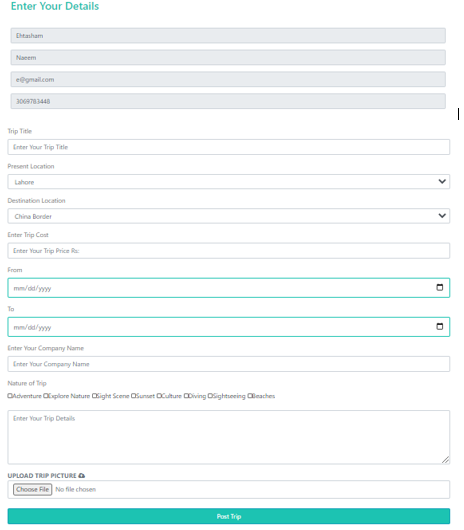 Enter Your Details
Ehtasham
Naeem
e@gmail.com
3069783448
Trip Title
Enter Your Trip Title
Present Location
Lahore
Destination Location
China Border
Enter Trip Cost
Enter Your Trip Price Rs:
From
mm/dd/yyyy
To
mm/dd/yyyy
Enter Your Company Name
Enter Your Company Name
Nature of Trip
Adventure Explore Nature Sight Scene Sunset Culture Diving Sightseeing Beaches
Enter Your Trip Details
UPLOAD TRIP PICTURE
Choose File No file chosen
Post Trip